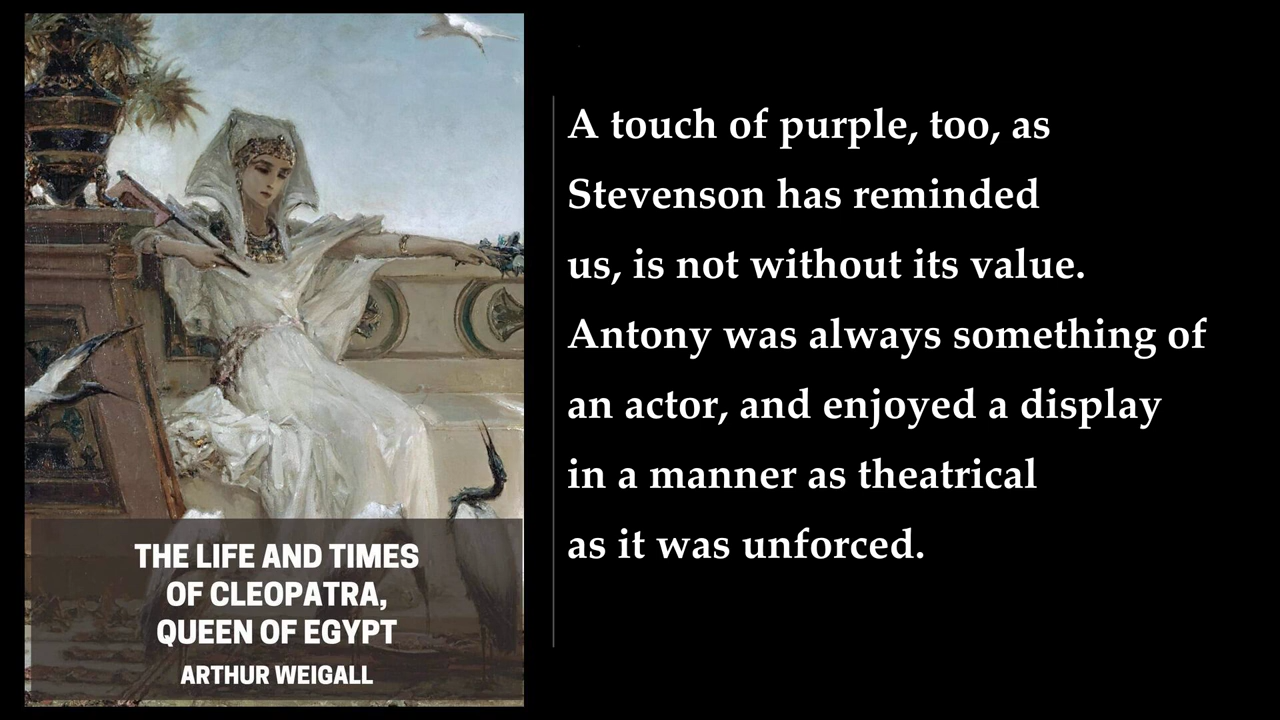 THE LIFE AND TIMES
OF CLEOPATRA,
QUEEN OF EGYPT
ARTHUR WEIGALL
A touch of purple, too, as
Stevenson has reminded
us, is not without its value.
Antony was always something of
an actor, and enjoyed a display
in a manner as theatrical
as it was unforced.